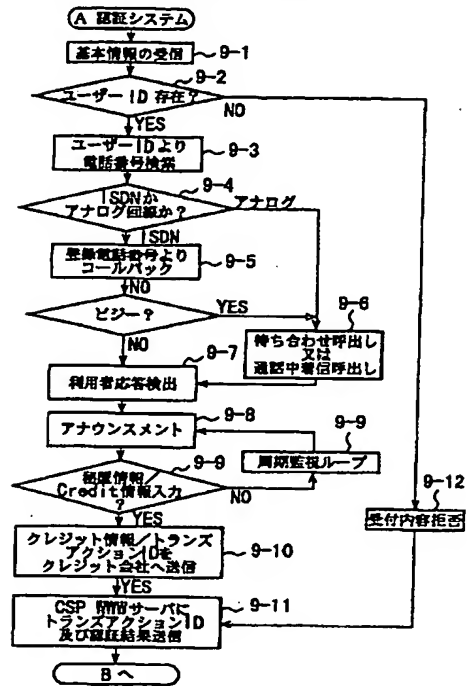 A 認証システム
基本情報の受信
9-1
9-2
ユーザーID 存在?
NO
YES
ユーザーIDより
電話番号検索
9-3
9-4
ISDNか
アナログ回線か?
アナログ
ISDN
登録電話番号より
コールバック
9-5
NO
ビジー?
YES
9-6
待ち合わせ呼出し
又は
通話中着信呼出し
NO
9-7
利用者応答検出
9-8
アナウンスメント
9-9
周期監視ループ
9-9
秘匿情報/
Credit情報入力
?
NO
9-12
受付内容拒否
YES
クレジット情報/トランズ
アクションIDを
クレジット会社へ送信
9-10
YES
CSP WWWサーバに
トランズアクションID
及び認証結果送信
9-11
Bへ